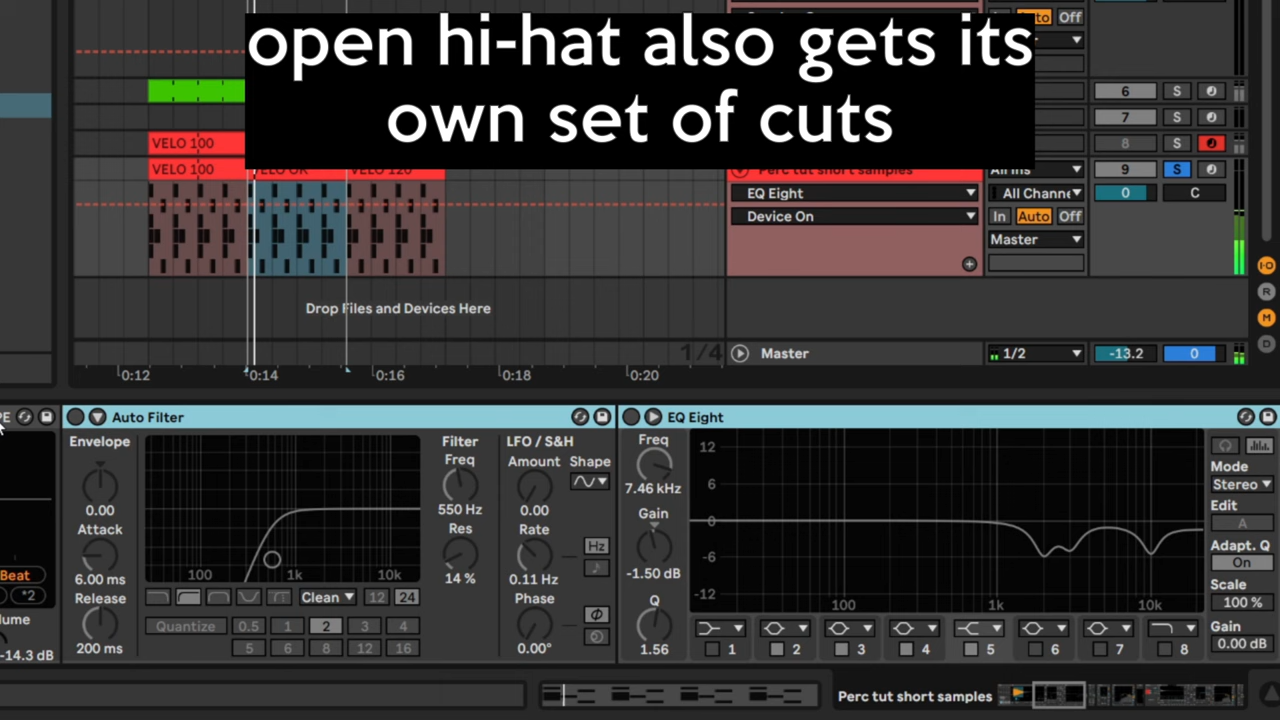 open hi-hat also gets its
own set of cuts
Auto Off
6 S
7 S
VELO 100 8 S
VELO 100 VELO OK VELO 120 Perc tut short samples 9 S
EQ Eight All Channe 0 C
Device On In Auto Off
Master
Drop Files and Devices Here
1/4 Master 1/2 -13.2 0
0:12 0:14 0:16 0:18 0:20
I·O
R
M
D
PE Auto Filter EQ Eight
Envelope Filter LFO / S&H Freq 12
Freq Amount Shape Mode
0.00 550 Hz 0.00 7.46 kHz 6 Stereo
Attack Res Rate Gain 0 Edit
A
Hz Adapt. Q
Beat 6.00 ms 100 1k 10k 14 % 0.11 Hz -1.50 dB -6 On
*2 Release Clean 12 24 Phase Q -12 100 1k 10k Scale
100 %
lume Quantize 0.5 1 2 3 4 Gain
-14.3 dB 200 ms 5 6 8 12 16 0.00° 1.56 1 2 3 4 5 6 7 8 0.00 dB
Perc tut short samples